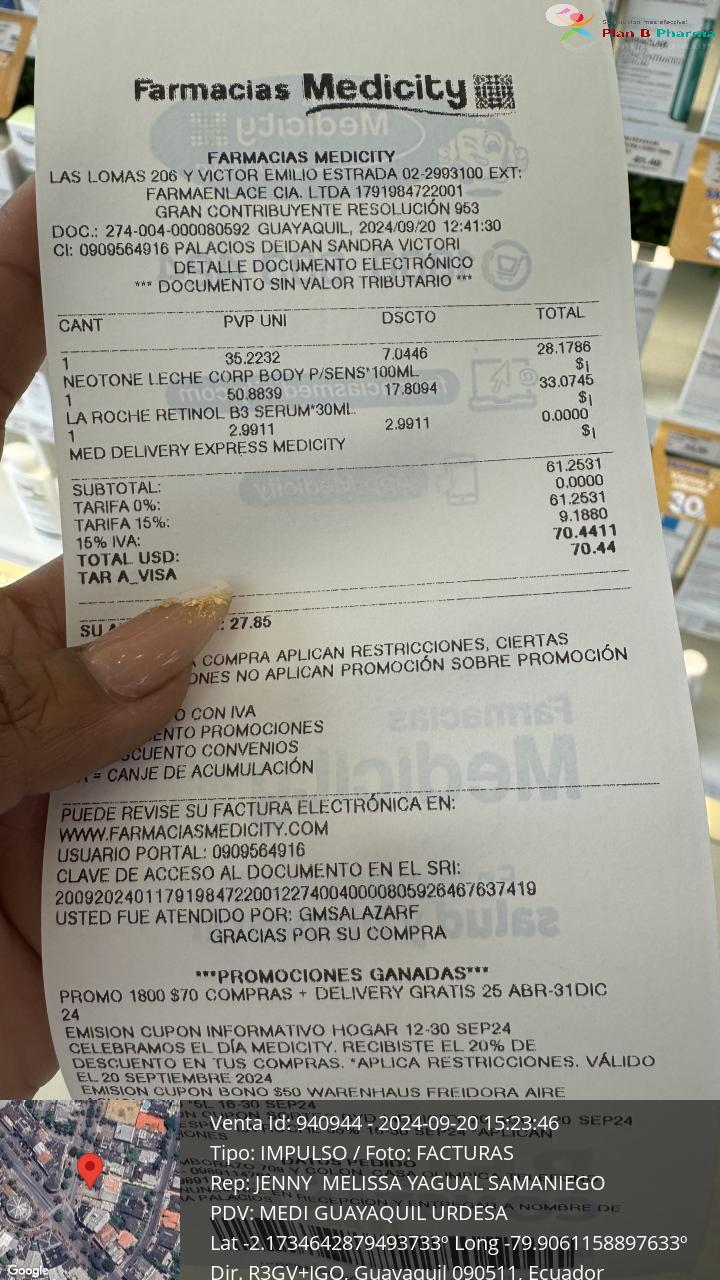 Su solución más efectiva!
Plan B Pharma
Farmacias Medicity
FARMACIAS MEDICITY
LAS LOMAS 206 Y VICTOR EMILIO ESTRADA 02-2993100 EXT:
FARMAENLACE CIA. LTDA 1791984722001
GRAN CONTRIBUYENTE RESOLUCIÓN 953
DOC.: 274-004-000080592 GUAYAQUIL, 2024/09/20 12:41:30
CI: 0909564916 PALACIOS DEIDAN SANDRA VICTORI
DETALLE DOCUMENTO ELECTRÓNICO
*** DOCUMENTO SIN VALOR TRIBUTARIO ***
CANT PVP UNI DSCTO TOTAL
1 35.2232 7.0446 28.1786
NEOTONE LECHE CORP BODY P/SENS*100ML $|
1 50.8839 17.8094 33.0745
LA ROCHE RETINOL B3 SERUM*30ML. $|
1 2.9911 2.9911 0.0000
MED DELIVERY EXPRESS MEDICITY $|
SUBTOTAL: 61.2531
TARIFA 0%: 0.0000
TARIFA 15%: 61.2531
15% IVA: 9.1880
TOTAL USD: 70.4411
TAR A_VISA 70.44
SU A : 27.85
COMPRA APLICAN RESTRICCIONES, CIERTAS
ONES NO APLICAN PROMOCIÓN SOBRE PROMOCIÓN
O CON IVA
ENTO PROMOCIONES
SCUENTO CONVENIOS
= CANJE DE ACUMULACIÓN
PUEDE REVISE SU FACTURA ELECTRÓNICA EN:
WWW.FARMACIASMEDICITY.COM
USUARIO PORTAL: 0909564916
CLAVE DE ACCESO AL DOCUMENTO EN EL SRI:
2009202401179198472200122740040000805926467637419
USTED FUE ATENDIDO POR: GMSALAZARF
GRACIAS POR SU COMPRA
***PROMOCIONES GANADAS***
PROMO 1800 $70 COMPRAS + DELIVERY GRATIS 25 ABR-31DIC
24
EMISION CUPON INFORMATIVO HOGAR 12-30 SEP24
CELEBRAMOS EL DÍA MEDICITY. RECIBISTE EL 20% DE
DESCUENTO EN TUS COMPRAS. *APLICA RESTRICCIONES. VÁLIDO
EL 20 SEPTIEMBRE 2024
EMISION CUPON BONO $50 WARENHAUS FREIDORA AIRE
*5L 16-30 SEP24
Venta Id: 940944 - 2024-09-20 15:23:46
Tipo: IMPULSO / Foto: FACTURAS
Rep: JENNY MELISSA YAGUAL SAMANIEGO
PDV: MEDI GUAYAQUIL URDESA
Lat -2.1734642879493733º Long -79.9061158897633º
Dir. R3GV+JGQ, Guayaquil 090511, Ecuador
Google